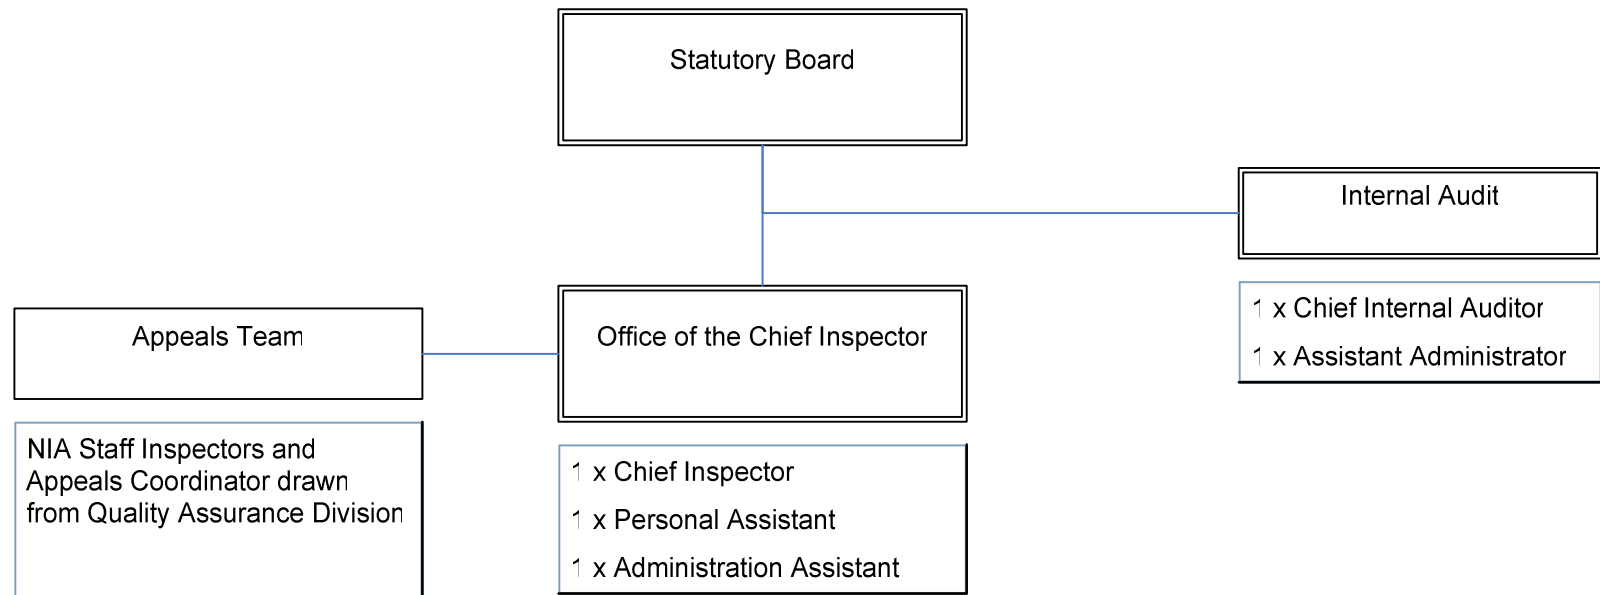 Statutory Board
Internal Audit
1 x Chief Internal Auditor
1 x Assistant Administrator
Appeals Team
Office of the Chief Inspector
NIA Staff Inspectors and
Appeals Coordinator drawn
from Quality Assurance Division
1 x Chief Inspector
1 x Personal Assistant
1 x Administration Assistant